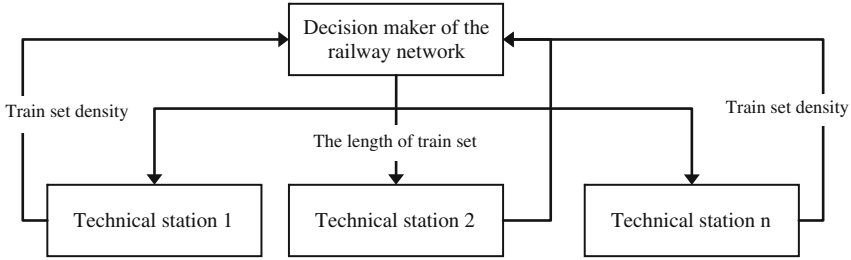 Decision maker of the
railway network
Train set density
Train set density
The length of train set
Technical station 1
Technical station 2
Technical station n